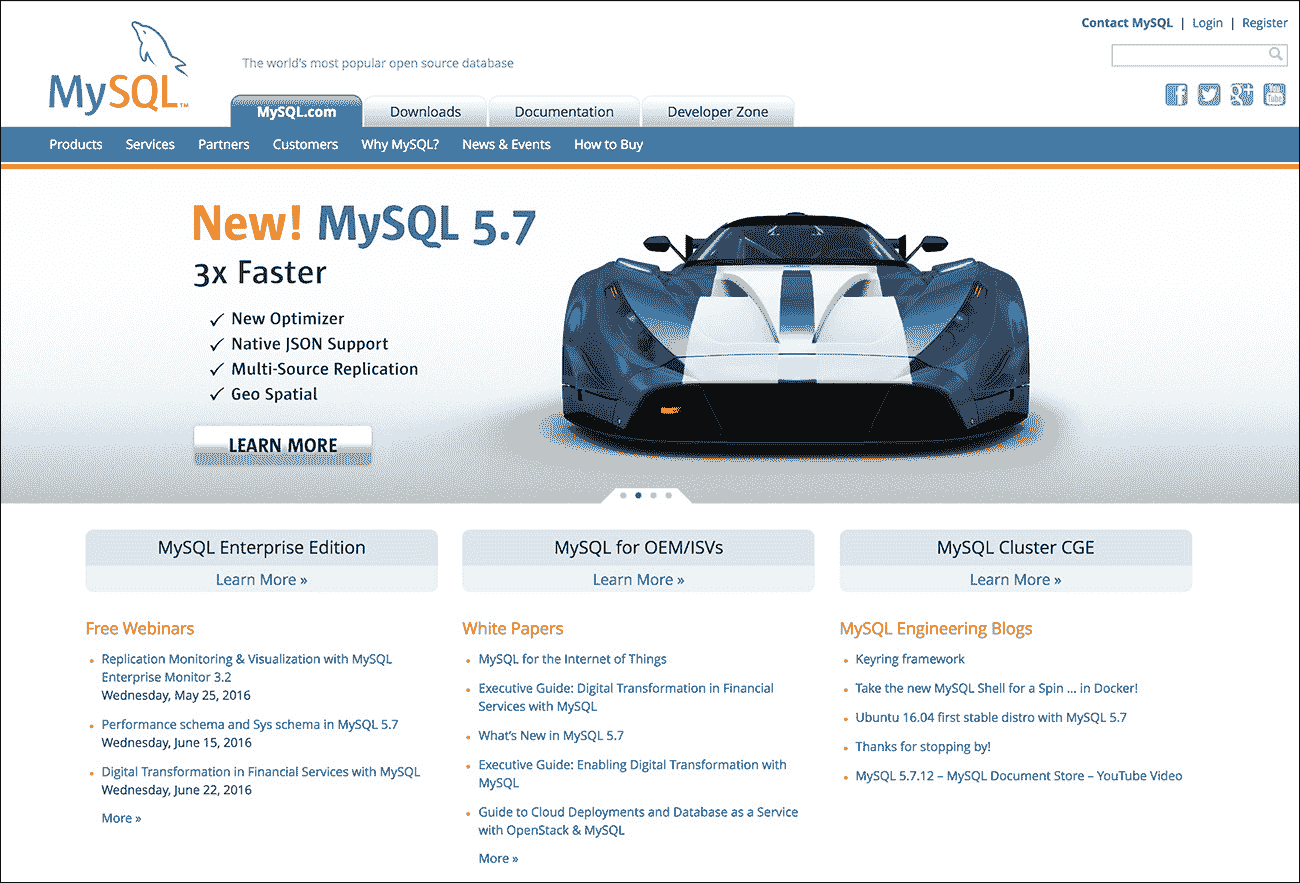 Contact MySQL | Login | Register
MySQL™
The world's most popular open source database
MySQL.com
Downloads
Documentation
Developer Zone
You
Tube
Products
Services
Partners
Customers
Why MySQL?
News & Events
How to Buy
New! MySQL 5.7
3x Faster
✓ New Optimizer
✓ Native JSON Support
✓ Multi-Source Replication
✓ Geo Spatial
LEARN MORE
MySQL Enterprise Edition
Learn More »
MySQL for OEM/ISVs
Learn More »
MySQL Cluster CGE
Learn More »
Free Webinars
Replication Monitoring & Visualization with MySQL
Enterprise Monitor 3.2
Wednesday, May 25, 2016
Performance schema and Sys schema in MySQL 5.7
Wednesday, June 15, 2016
Digital Transformation in Financial Services with MySQL
Wednesday, June 22, 2016
More »
White Papers
MySQL for the Internet of Things
Executive Guide: Digital Transformation in Financial
Services with MySQL
What's New in MySQL 5.7
Executive Guide: Enabling Digital Transformation with
MySQL
Guide to Cloud Deployments and Database as a Service
with OpenStack & MySQL
More »
MySQL Engineering Blogs
Keyring framework
Take the new MySQL Shell for a Spin ... in Docker!
Ubuntu 16.04 first stable distro with MySQL 5.7
Thanks for stopping by!
MySQL 5.7.12 – MySQL Document Store – YouTube Video